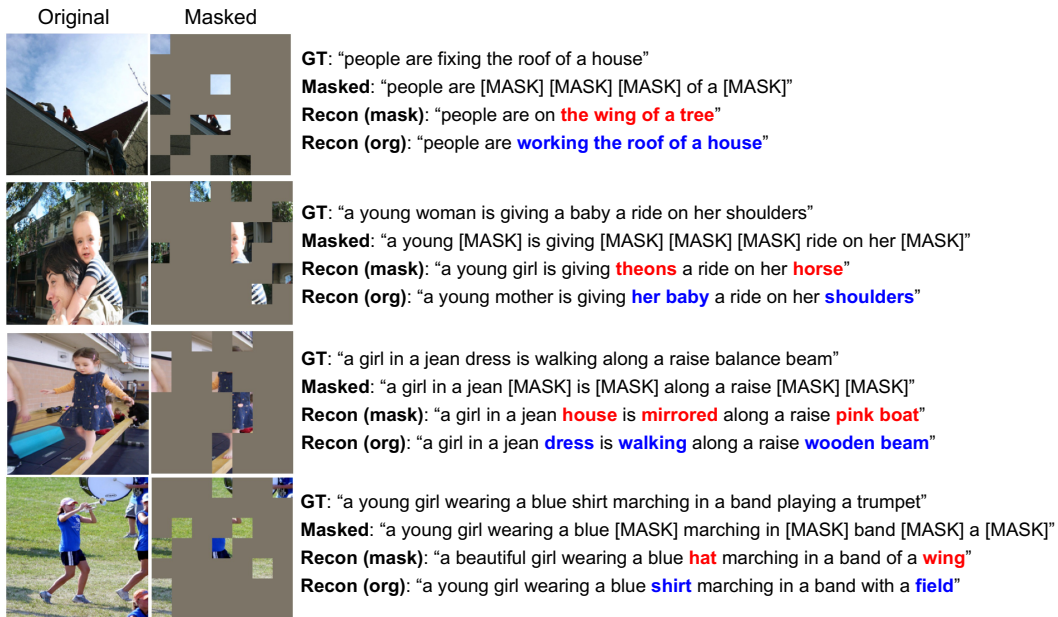 Original Masked
GT: “people are fixing the roof of a house”
Masked: “people are [MASK] [MASK] [MASK] of a [MASK]”
Recon (mask): “people are on the wing of a tree”
Recon (org): “people are working the roof of a house”
GT: “a young woman is giving a baby a ride on her shoulders”
Masked: “a young [MASK] is giving [MASK] [MASK] [MASK] ride on her [MASK]”
Recon (mask): “a young girl is giving theons a ride on her horse”
Recon (org): “a young mother is giving her baby a ride on her shoulders”
GT: “a girl in a jean dress is walking along a raise balance beam”
Masked: “a girl in a jean [MASK] is [MASK] along a raise [MASK] [MASK]”
Recon (mask): “a girl in a jean house is mirrored along a raise pink boat”
Recon (org): “a girl in a jean dress is walking along a raise wooden beam”
GT: “a young girl wearing a blue shirt marching in a band playing a trumpet”
Masked: “a young girl wearing a blue [MASK] marching in [MASK] band [MASK] a [MASK]”
Recon (mask): “a beautiful girl wearing a blue hat marching in a band of a wing”
Recon (org): “a young girl wearing a blue shirt marching in a band with a field”